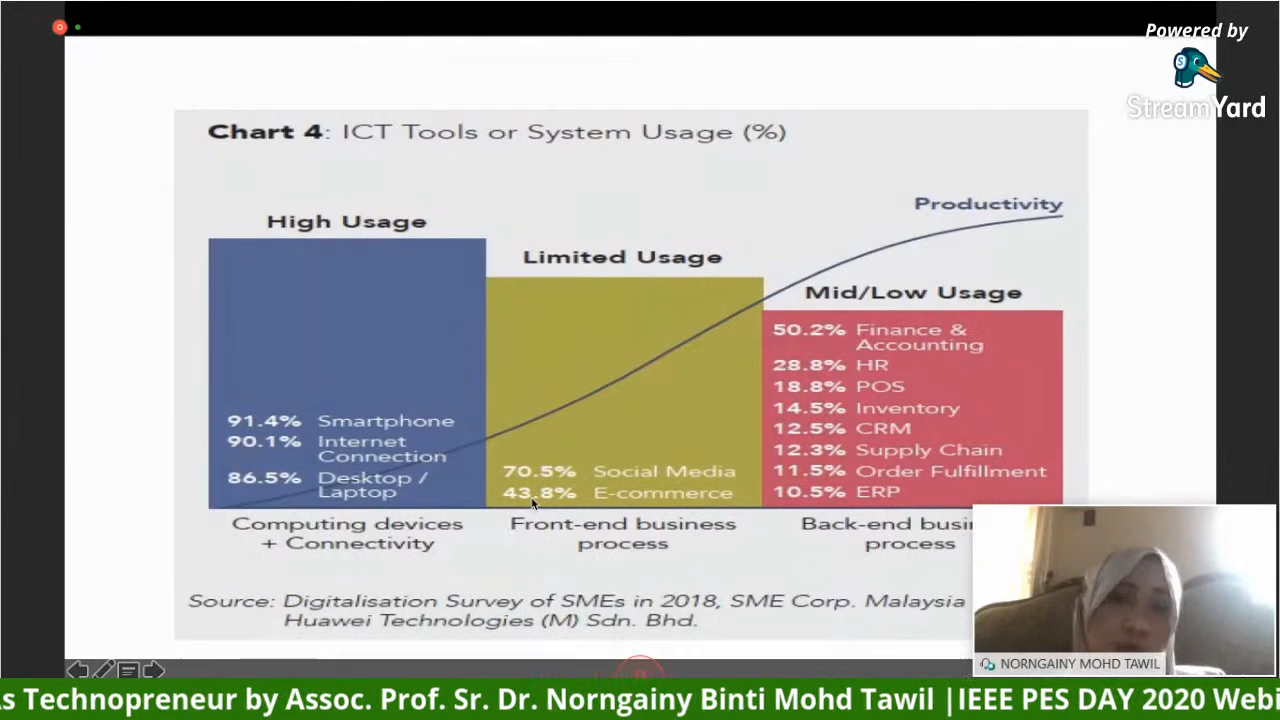 Powered by
StreamYard
Chart 4: ICT Tools or System Usage (%)
Productivity
High Usage
Limited Usage
Mid/Low Usage
91.4% Smartphone
90.1% Internet
Connection
86.5% Desktop /
Laptop
70.5% Social Media
43.8% E-commerce
50.2% Finance &
Accounting
28.8% HR
18.8% POS
14.5% Inventory
12.5% CRM
12.3% Supply Chain
11.5% Order Fulfillment
10.5% ERP
Computing devices
+ Connectivity
Front-end business
process
Back-end busin
process
Source: Digitalisation Survey of SMEs in 2018, SME Corp. Malaysia
Huawei Technologies (M) Sdn. Bhd.
NORNGAINY MOHD TAWIL
As Technopreneur by Assoc. Prof. Sr. Dr. Norngainy Binti Mohd Tawil |IEEE PES DAY 2020 Webi